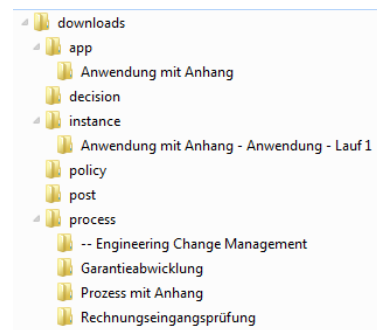 downloads
app
Anwendung mit Anhang
decision
instance
Anwendung mit Anhang - Anwendung - Lauf 1
policy
post
process
-- Engineering Change Management
Garantieabwicklung
Prozess mit Anhang
Rechnungseingangsprüfung